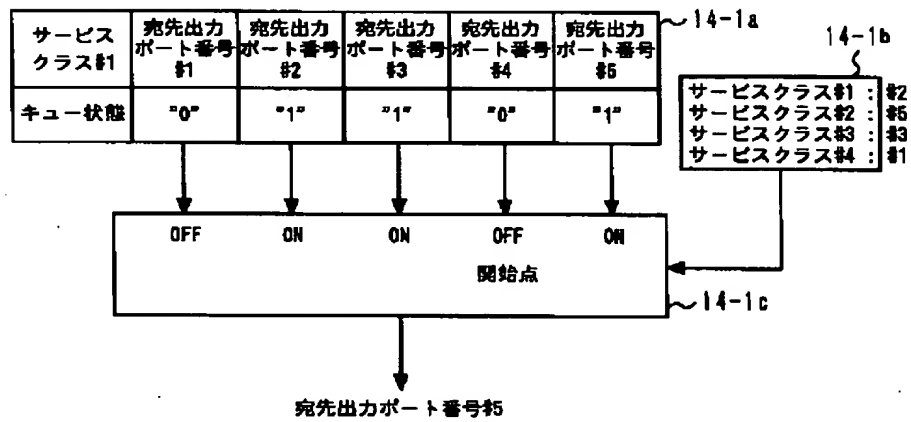 サービス
クラス#1
宛先出力
ポート番号
#1
宛先出力
ポート番号
#2
宛先出力
ポート番号
#3
宛先出力
ポート番号
#4
宛先出力
ポート番号
#5
14-1a
キュー状態
"0"
"1"
"1"
"0"
"1"
14-1b
サービスクラス#1 : #2
サービスクラス#2 : #5
サービスクラス#3 : #3
サービスクラス#4 : #1
OFF
ON
ON
OFF
ON
開始点
14-1c
宛先出力ポート番号#5